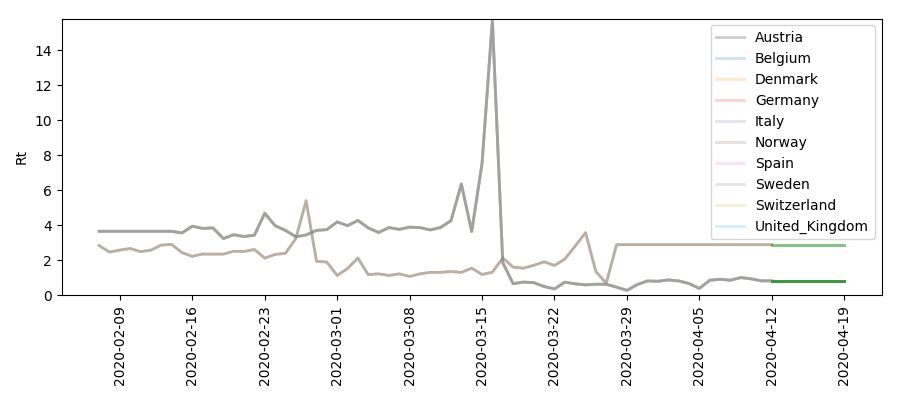 Rt
14
12
10
8
6
4
2
0
Austria
Belgium
Denmark
Germany
Italy
Norway
Spain
Sweden
Switzerland
United_Kingdom
2020-02-09
2020-02-16
2020-02-23
2020-03-01
2020-03-08
2020-03-15
2020-03-22
2020-03-29
2020-04-05
2020-04-12
2020-04-19